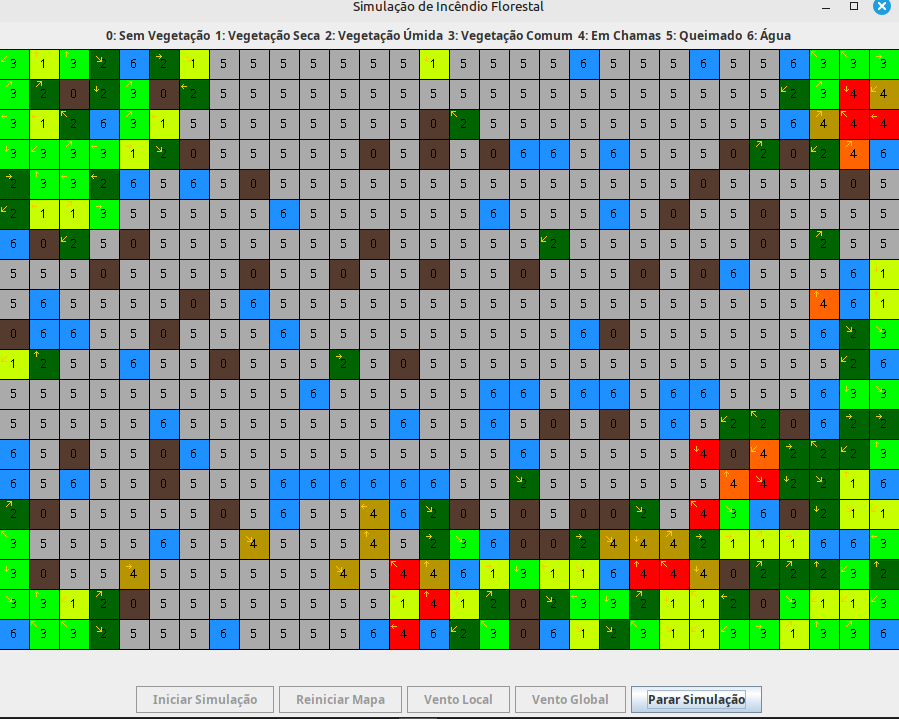 Simulação de Incêndio Florestal
0: Sem Vegetação 1: Vegetação Seca 2: Vegetação Úmida 3: Vegetação Comum 4: Em Chamas 5: Queimado 6: Água
3 1 3 2 6 2 1 5 5 5 5 5 5 5 1 5 5 5 5 6 5 5 5 6 5 5 6 3 3 3
3 2 0 2 3 0 2 5 5 5 5 5 5 5 5 5 5 5 5 5 5 5 5 5 5 5 2 3 4 4
3 1 2 6 3 1 5 5 5 5 5 5 5 5 0 2 5 5 5 5 5 5 5 5 5 5 6 4 4 4
3 3 3 3 1 2 0 5 5 5 5 5 0 5 0 5 0 6 6 5 6 5 5 5 0 2 0 2 4 6
2 3 3 2 6 5 6 5 0 5 5 5 5 5 5 5 5 5 5 5 5 5 5 0 5 5 5 5 0 5
2 1 1 3 5 5 5 5 5 6 5 5 5 5 5 5 6 5 5 5 6 5 0 5 5 0 5 5 5 5
6 0 2 5 0 5 5 5 5 5 5 5 0 5 5 5 5 5 2 5 5 5 5 5 5 0 5 2 5 5
5 5 5 0 5 5 5 5 0 5 5 0 5 5 0 5 5 0 5 5 5 0 5 0 6 5 5 5 6 1
5 6 5 5 5 5 0 5 6 5 5 5 5 5 5 5 5 5 5 5 5 5 5 5 5 5 5 4 6 1
0 6 6 5 5 0 5 5 5 6 5 5 5 5 5 5 5 5 5 6 0 5 5 5 5 5 5 6 2 3
1 2 5 5 6 5 5 0 5 5 5 2 5 0 5 5 5 5 5 5 5 5 5 5 5 5 5 5 2 6
5 5 5 5 5 5 5 5 5 5 6 5 5 5 5 5 6 6 5 6 6 5 6 6 5 5 5 6 3 3
5 5 5 5 5 6 5 5 5 5 5 5 5 6 5 5 6 5 0 5 0 5 6 5 2 2 0 6 2 2
6 5 0 5 5 0 6 5 5 5 5 5 5 5 5 5 5 6 5 5 5 5 5 4 0 4 2 2 2 3
6 5 6 5 5 0 5 5 5 6 6 6 6 6 6 5 5 2 5 5 5 5 5 5 4 4 2 2 1 6
2 0 5 5 5 5 5 0 5 6 5 5 4 6 2 0 5 5 0 0 0 2 5 4 3 6 0 2 1 1
3 5 5 5 5 6 5 5 4 5 5 5 4 5 2 3 6 0 0 2 4 4 4 2 1 1 1 6 6 3
3 0 5 5 4 5 5 5 5 5 5 4 5 4 4 6 1 3 1 1 6 4 4 4 0 2 2 2 3 2
3 3 1 2 0 5 5 5 5 5 5 5 5 1 4 1 2 0 2 3 3 2 1 1 2 0 3 1 1 3
6 3 3 2 5 5 5 6 5 5 5 5 6 4 6 2 3 0 6 1 2 3 1 1 3 3 1 3 3 6
Iniciar Simulação Reiniciar Mapa Vento Local Vento Global Parar Simulação